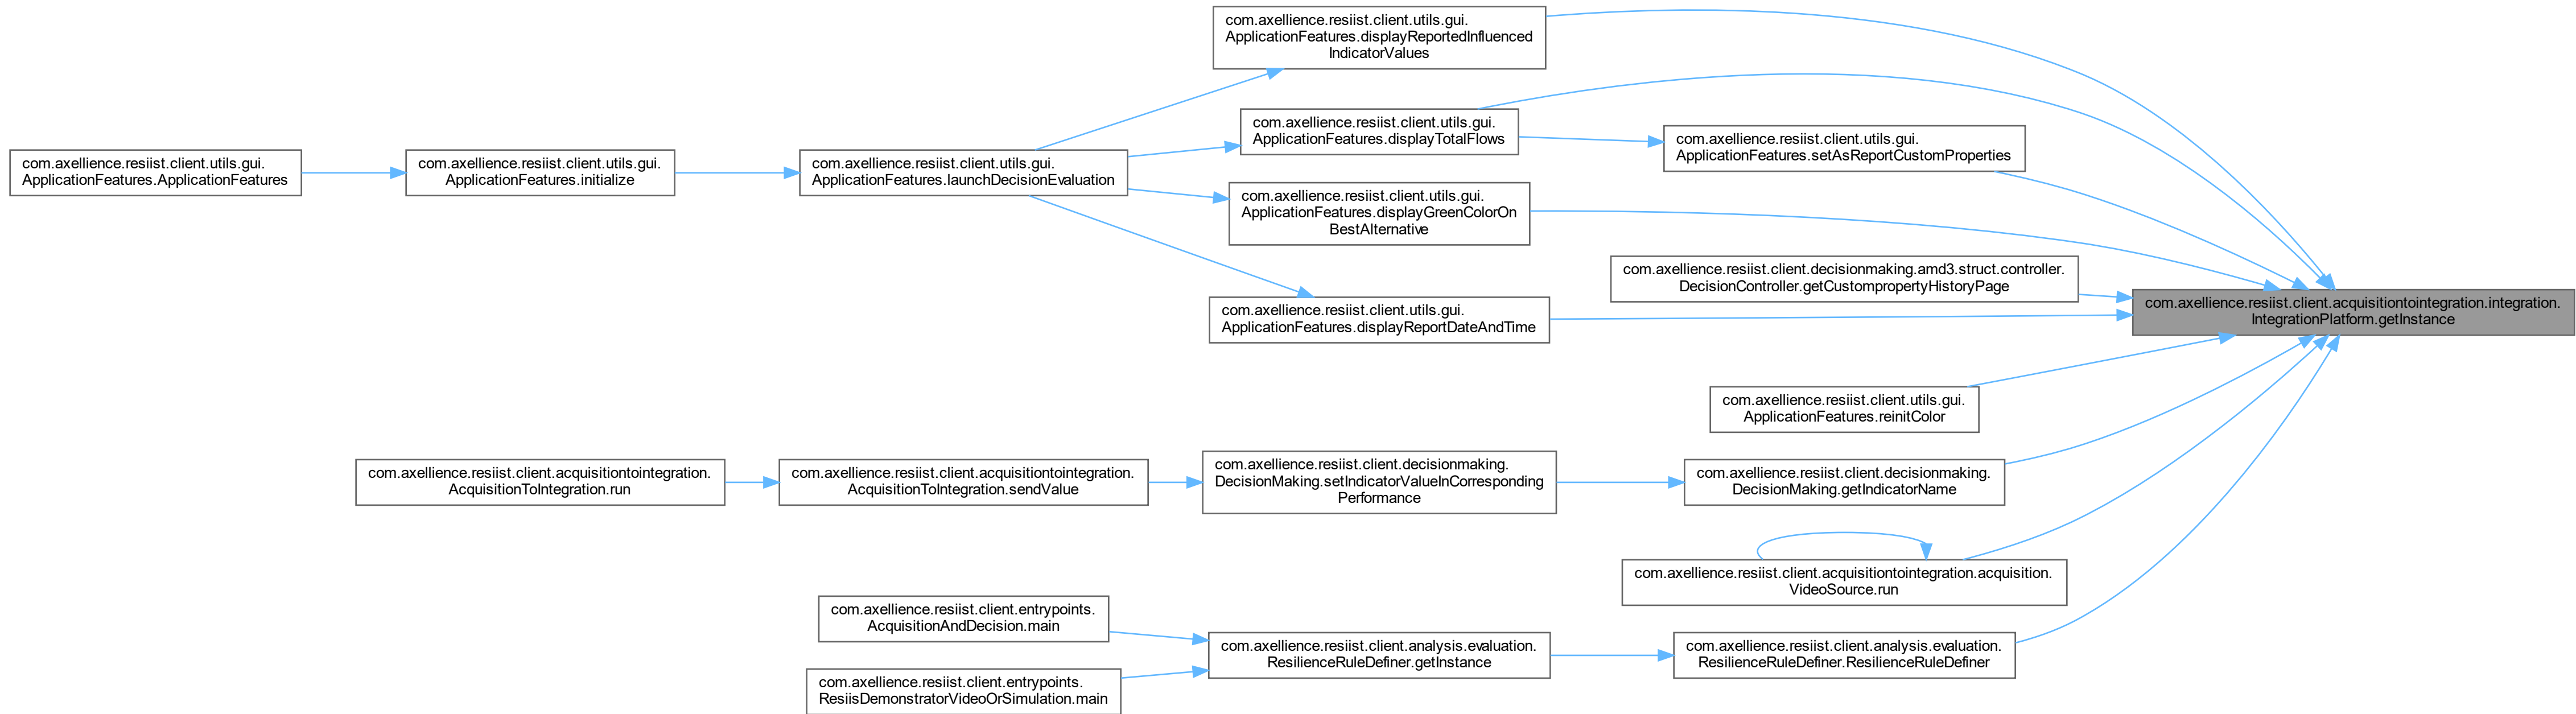 com.axellience.resiist.client.utils.gui.
ApplicationFeatures.displayReportedInfluenced
IndicatorValues
com.axellience.resiist.client.utils.gui.
ApplicationFeatures.displayTotalFlows
com.axellience.resiist.client.utils.gui.
ApplicationFeatures.setAsReportCustomProperties
com.axellience.resiist.client.utils.gui.
ApplicationFeatures.ApplicationFeatures
com.axellience.resiist.client.utils.gui.
ApplicationFeatures.initialize
com.axellience.resiist.client.utils.gui.
ApplicationFeatures.launchDecisionEvaluation
com.axellience.resiist.client.utils.gui.
ApplicationFeatures.displayGreenColorOn
BestAlternative
com.axellience.resiist.client.decisionmaking.amd3.struct.controller.
DecisionController.getCustompropertyHistoryPage
com.axellience.resiist.client.acquisitiontointegration.integration.
IntegrationPlatform.getInstance
com.axellience.resiist.client.utils.gui.
ApplicationFeatures.displayReportDateAndTime
com.axellience.resiist.client.utils.gui.
ApplicationFeatures.reinitColor
com.axellience.resiist.client.acquisitiontointegration.
AcquisitionToIntegration.run
com.axellience.resiist.client.acquisitiontointegration.
AcquisitionToIntegration.sendValue
com.axellience.resiist.client.decisionmaking.
DecisionMaking.setIndicatorValueInCorresponding
Performance
com.axellience.resiist.client.decisionmaking.
DecisionMaking.getIndicatorName
com.axellience.resiist.client.acquisitiontointegration.acquisition.
VideoSource.run
com.axellience.resiist.client.entrypoints.
AcquisitionAndDecision.main
com.axellience.resiist.client.analysis.evaluation.
ResilienceRuleDefiner.getInstance
com.axellience.resiist.client.analysis.evaluation.
ResilienceRuleDefiner.ResilienceRuleDefiner
com.axellience.resiist.client.entrypoints.
ResiisDemonstratorVideoOrSimulation.main